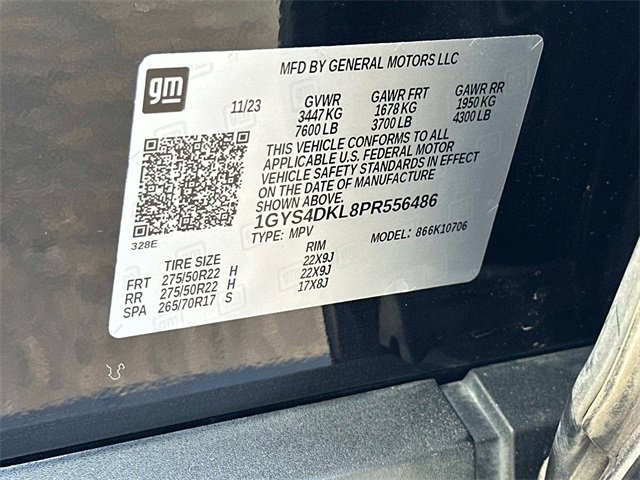 gm
MFD BY GENERAL MOTORS LLC
11/23 GVWR GAWR FRT GAWR RR
3447 KG 1678 KG 1950 KG
7600 LB 3700 LB 4300 LB
THIS VEHICLE CONFORMS TO ALL
APPLICABLE U.S. FEDERAL MOTOR
VEHICLE SAFETY STANDARDS IN EFFECT
ON THE DATE OF MANUFACTURE
SHOWN ABOVE.
1GYS4DKL8PR556486
328E
TYPE: MPV MODEL: 866K10706
TIRE SIZE RIM
FRT 275/50R22 H 22X9J
RR 275/50R22 H 22X9J
SPA 265/70R17 S 17X8J